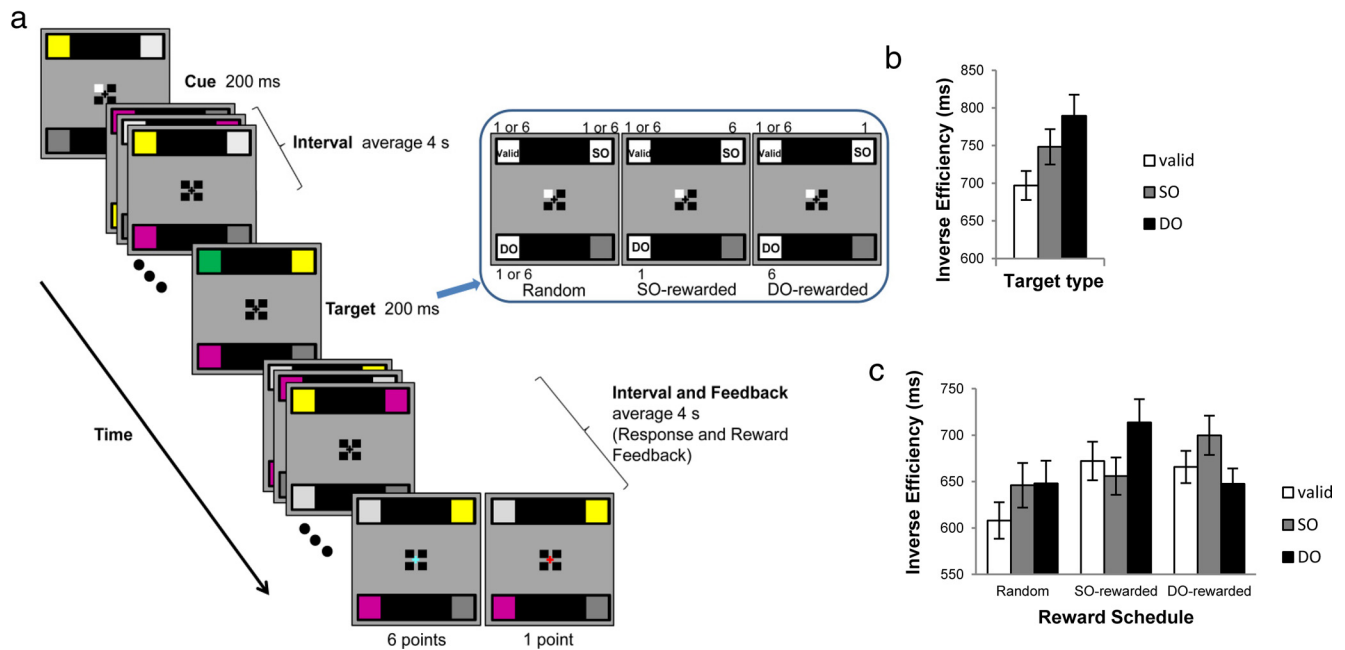 a
Cue 200 ms
Interval average 4 s
1 or 6 1 or 6 1 or 6 6 1 or 6 1
Valid SO Valid SO Valid SO
DO DO DO
1 or 6 1 6
Random SO-rewarded DO-rewarded
Target 200 ms
Time
Interval and Feedback
average 4 s
(Response and Reward
Feedback)
6 points 1 point
b
Inverse Efficiency (ms)
850
800
750
700
650
600
Target type
valid
SO
DO
c
Inverse Efficiency (ms)
750
700
650
600
550
Random SO-rewarded DO-rewarded
Reward Schedule
valid
SO
DO